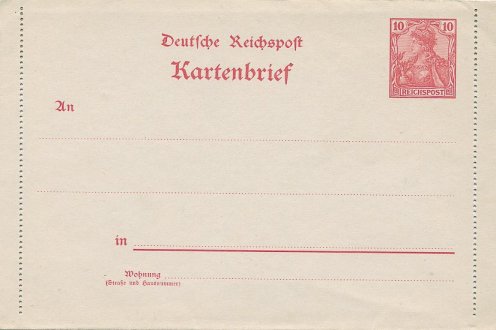 Deutsche Reichspost
Kartenbrief
10 10
REICHSPOST
An
in
Wohnung
(Straße und Hausnummer)